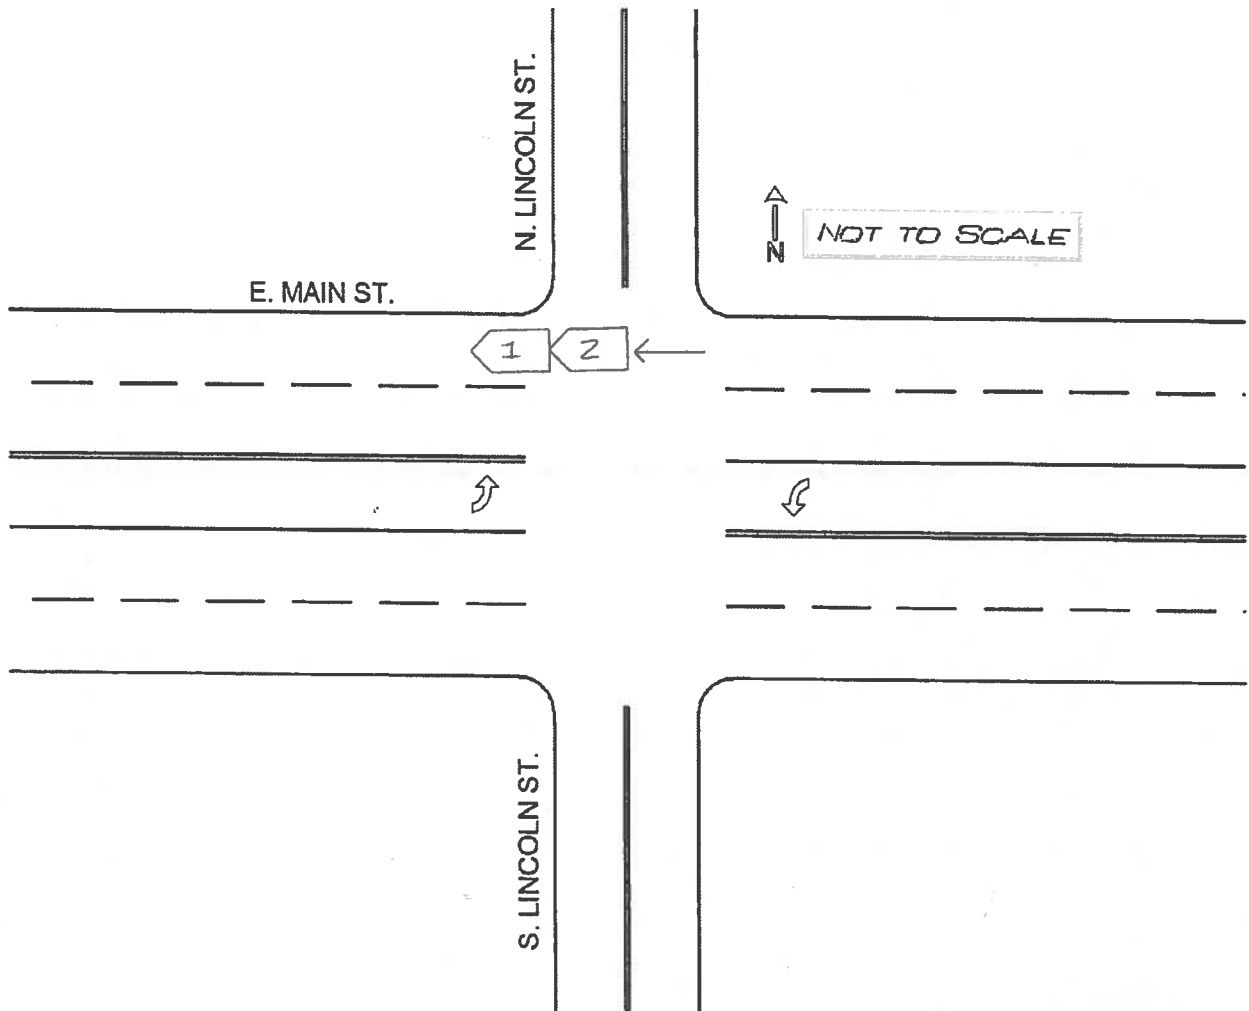 N. LINCOLN ST.
N
NOT TO SCALE
E. MAIN ST.
1
2
S. LINCOLN ST.